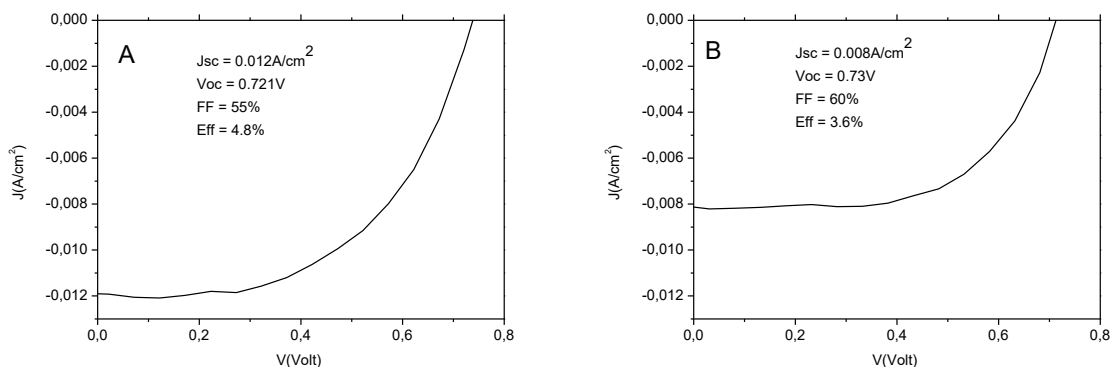 A
Jsc = 0.012A/cm²
Voc = 0.721V
FF = 55%
Eff = 4.8%
0,000
-0,002
-0,004
-0,006
-0,008
-0,010
-0,012
J(A/cm²)
0,0 0,2 0,4 0,6 0,8
V(Volt)
B
Jsc = 0.008A/cm²
Voc = 0.73V
FF = 60%
Eff = 3.6%
0,000
-0,002
-0,004
-0,006
-0,008
-0,010
-0,012
J(A/cm²)
0,0 0,2 0,4 0,6 0,8
V(Volt)